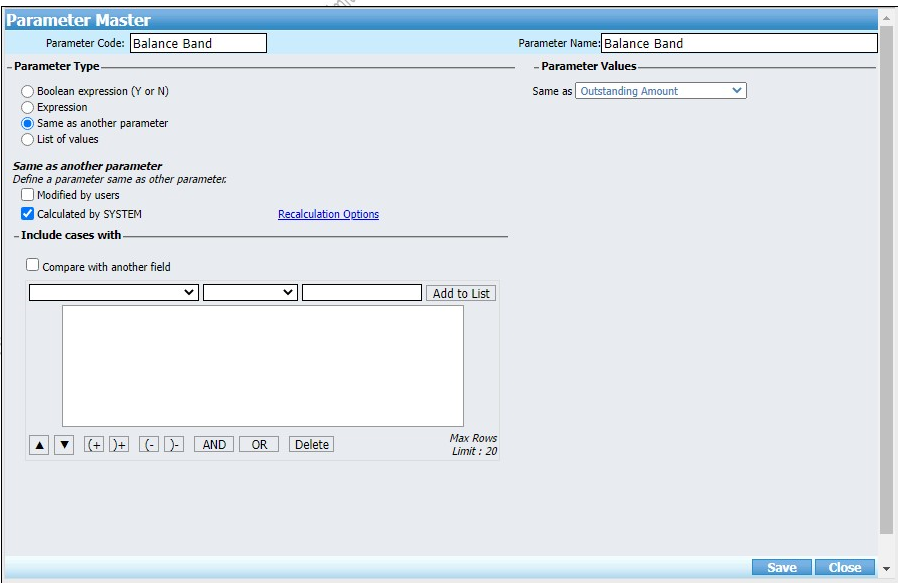 Parameter Master
Parameter Code: Balance Band Parameter Name: Balance Band
Parameter Type
Boolean expression (Y or N)
Expression
Same as another parameter
List of values
Same as another parameter
Define a parameter same as other parameter.
Modified by users
Calculated by SYSTEM Recalculation Options
Include cases with
Compare with another field
Add to List
▲ ▼ (+ )+ (- )- AND OR Delete
Max Rows
Limit : 20
Parameter Values
Same as Outstanding Amount
Save Close